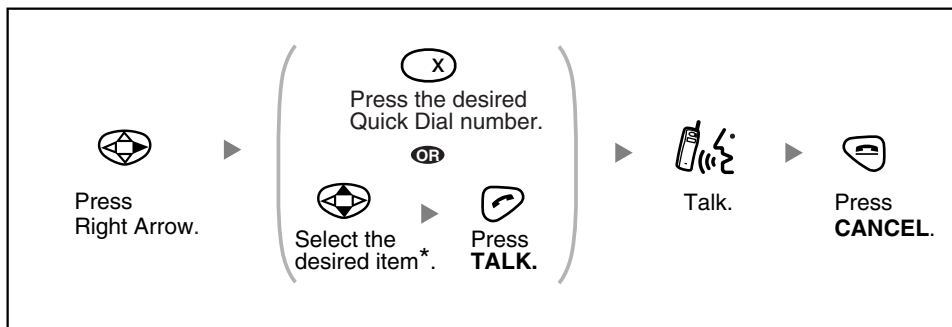 Press
Right Arrow.
X
Press the desired
Quick Dial number.
OR
Select the
desired item*.
Press
TALK.
Talk.
Press
CANCEL.